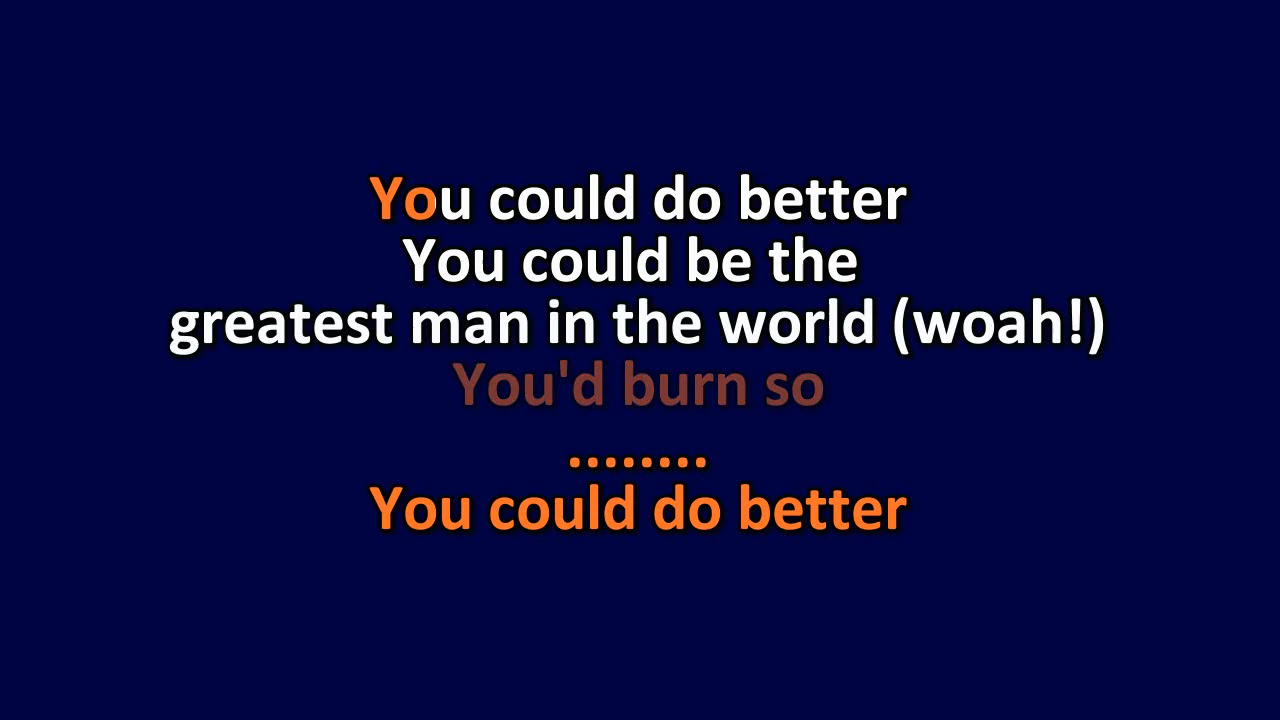 You could do better
You could be the
greatest man in the world (woah!)
You'd burn so
........
You could do better